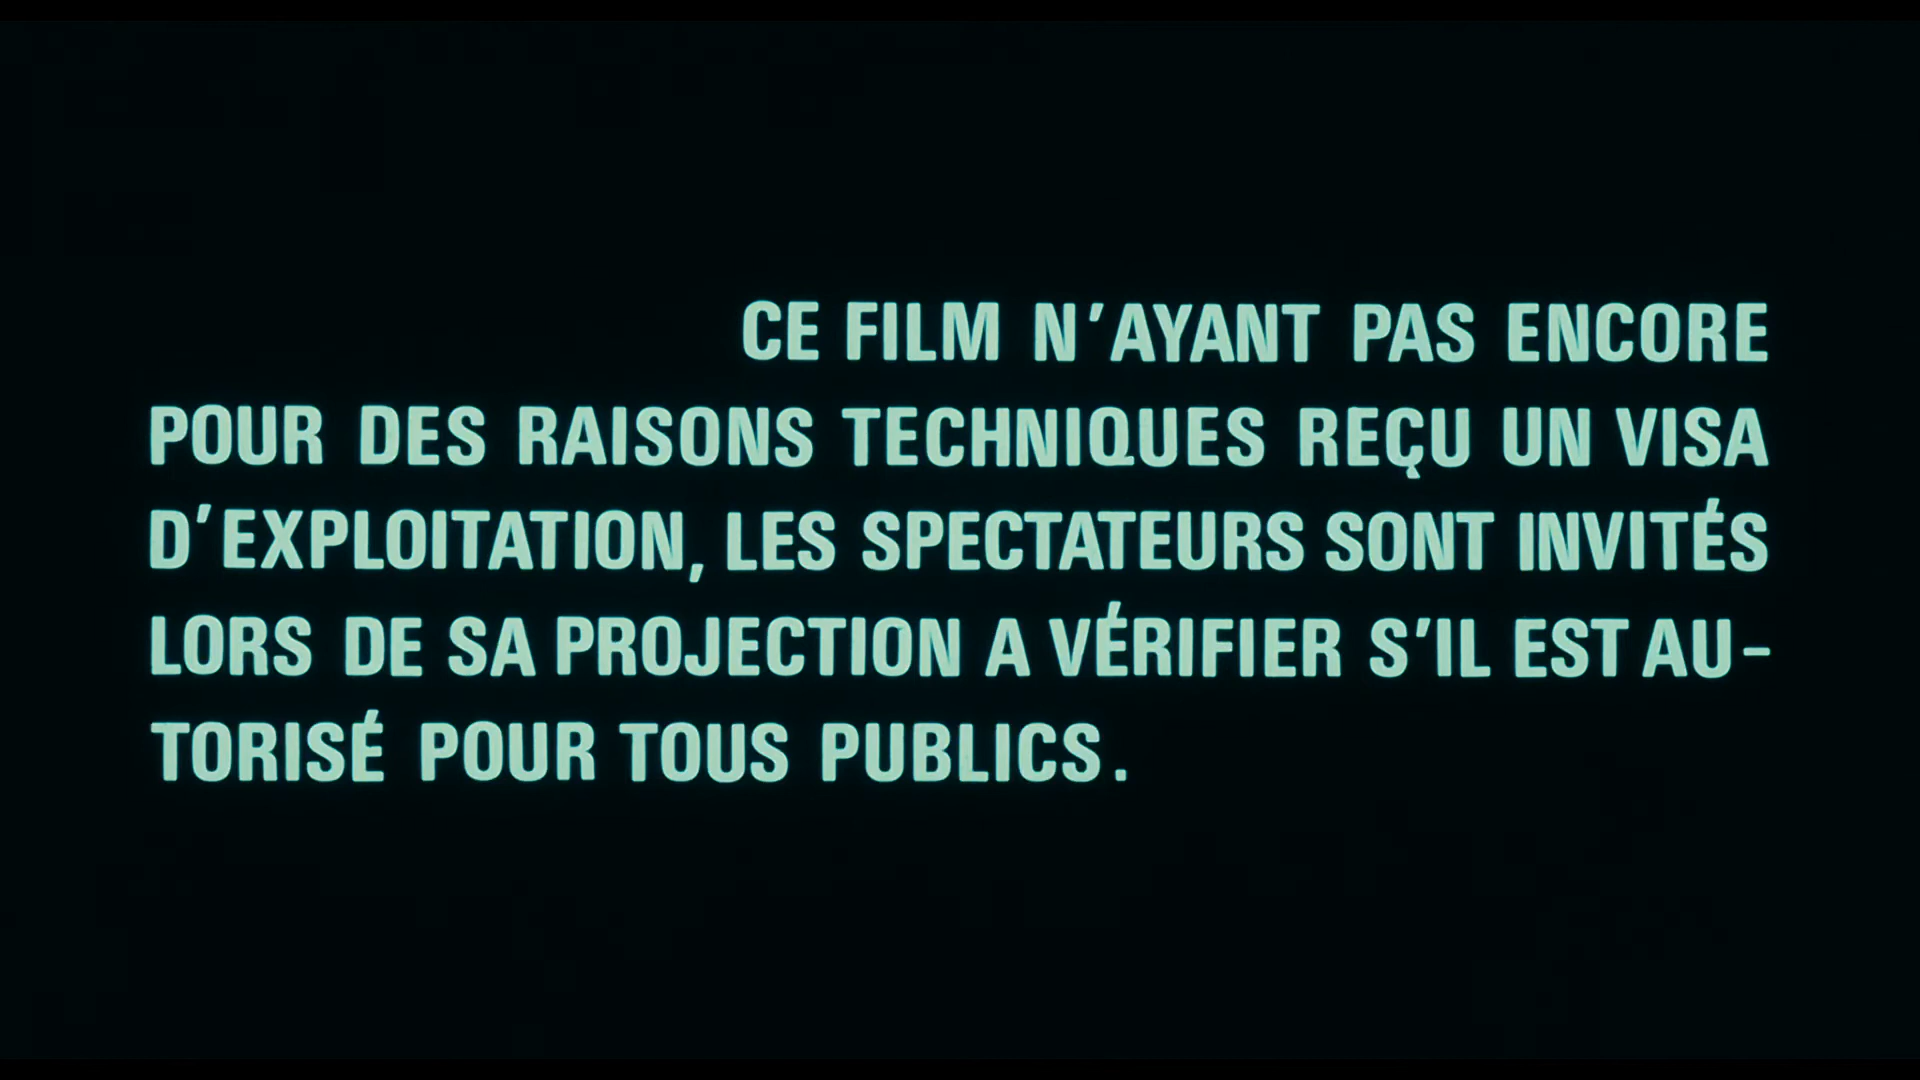 CE FILM N'AYANT PAS ENCORE
POUR DES RAISONS TECHNIQUES REÇU UN VISA
D'EXPLOITATION, LES SPECTATEURS SONT INVITÉS
LORS DE SA PROJECTION A VÉRIFIER S'IL EST AU-
TORISÉ POUR TOUS PUBLICS.